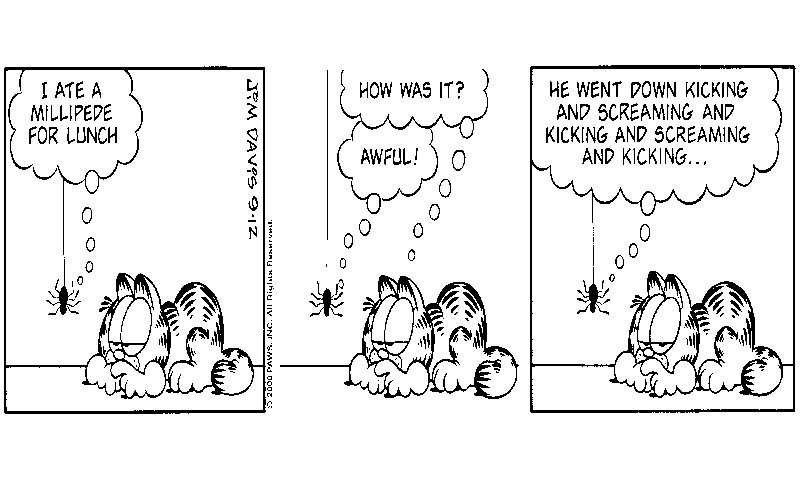 I ATE A
MILLIPEDE
FOR LUNCH
JIM DAVIS 9·12
© 2000 PAWS, INC. All Rights Reserved.
HOW WAS IT?
AWFUL!
HE WENT DOWN KICKING
AND SCREAMING AND
KICKING AND SCREAMING
AND KICKING...